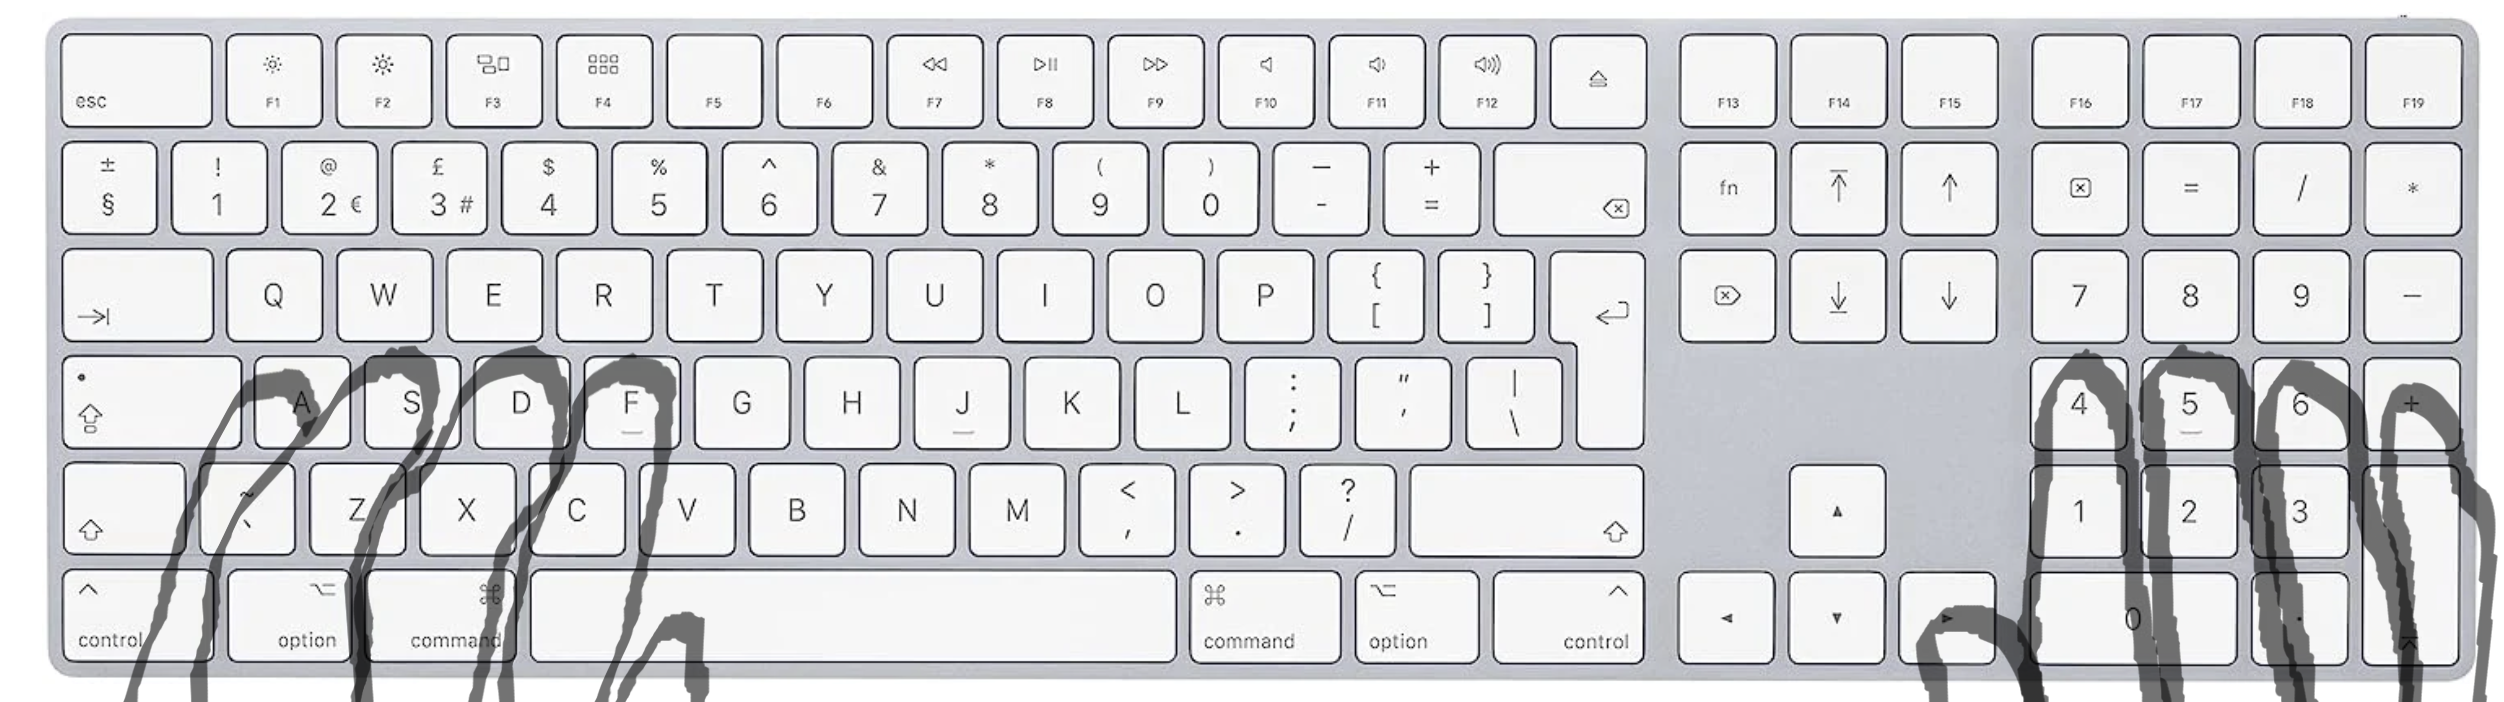 esc F1 F2 F3 F4 F5 F6 F7 F8 F9 F10 F11 F12 F13 F14 F15 F16 F17 F18 F19
± ! @ £ $ % ^ & * ( ) — +
§ 1 2 € 3 # 4 5 6 7 8 9 0 - = fn = / *
Q W E R T Y U I O P { [ } ] 7 8 9 —
A S D F G H J K L : ; " ' | \ 4 5 6 +
~ ` Z X C V B N M < , > . ? / 1 2 3
control option command command option control 0 .